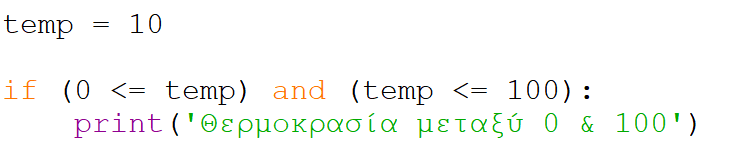 temp = 10
if (0 <= temp) and (temp <= 100):
    print('Θερμοκρασία μεταξύ 0 & 100')